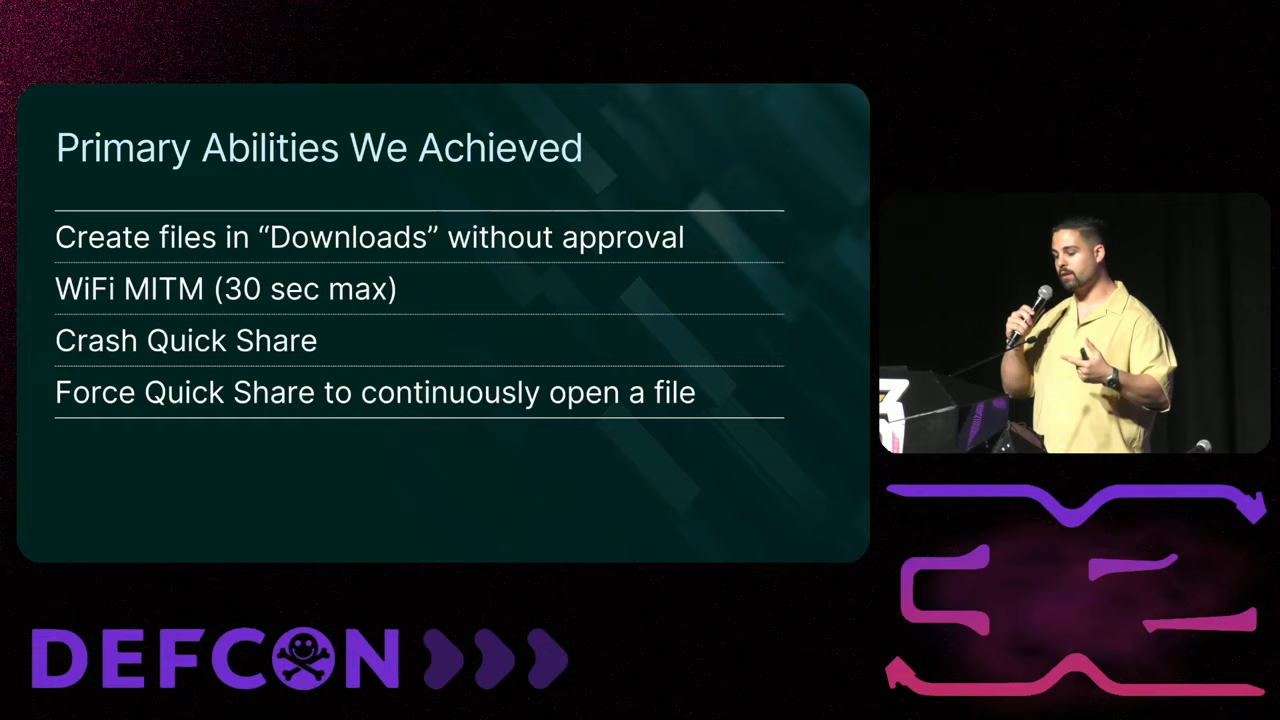 Primary Abilities We Achieved
Create files in “Downloads” without approval
WiFi MITM (30 sec max)
Crash Quick Share
Force Quick Share to continuously open a file
DEFCON